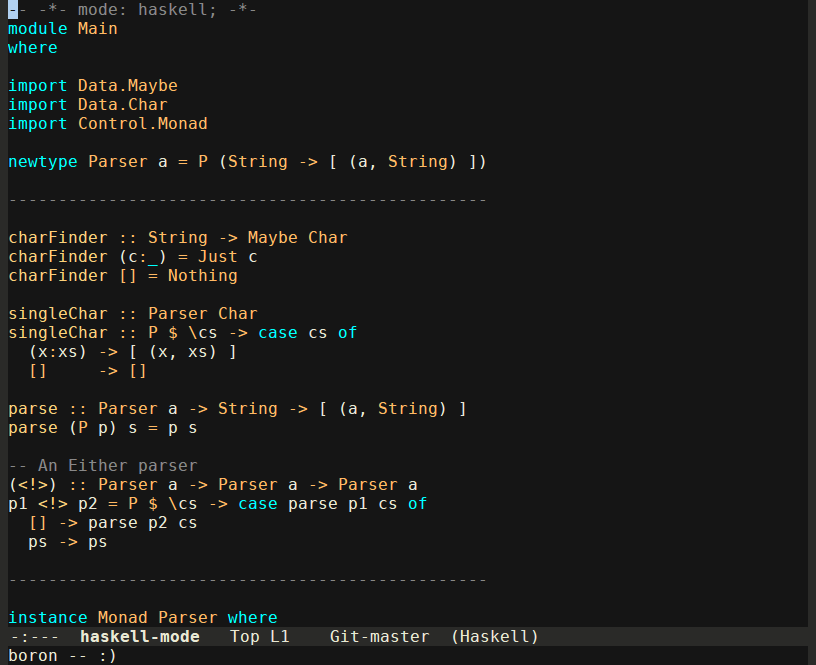 -- -*- mode: haskell; -*-
module Main
where

import Data.Maybe
import Data.Char
import Control.Monad

newtype Parser a = P (String -> [ (a, String) ])

------------------------------------------------

charFinder :: String -> Maybe Char
charFinder (c:_) = Just c
charFinder [] = Nothing

singleChar :: Parser Char
singleChar :: P $ \cs -> case cs of
  (x:xs) -> [ (x, xs) ]
  []     -> []

parse :: Parser a -> String -> [ (a, String) ]
parse (P p) s = p s

-- An Either parser
(<!>) :: Parser a -> Parser a -> Parser a
p1 <!> p2 = P $ \cs -> case parse p1 cs of
  [] -> parse p2 cs
  ps -> ps

------------------------------------------------

instance Monad Parser where
-:---  haskell-mode   Top L1    Git-master  (Haskell)
boron -- :)